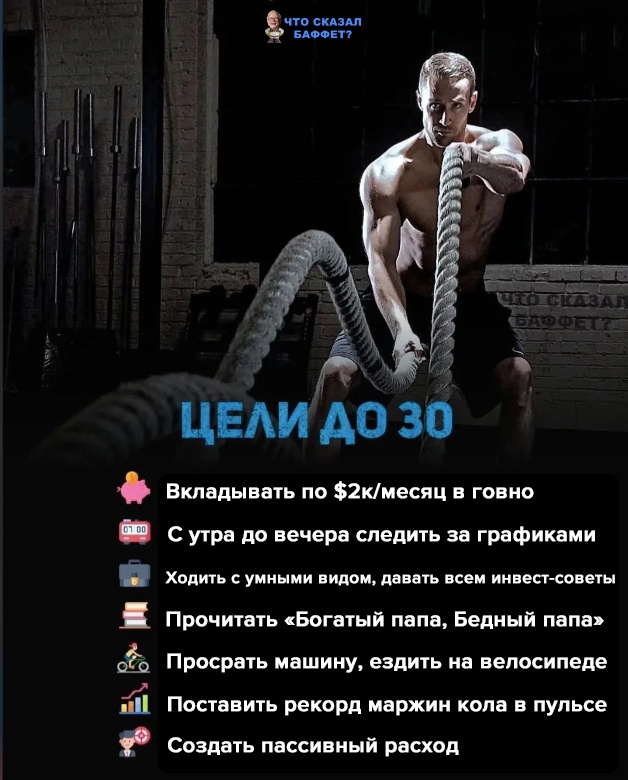 ЧТО СКАЗАЛ
БАФФЕТ?
ЧТО СКАЗАЛ
БАФФЕТ?
ЦЕЛИ ДО 30
Вкладывать по $2к/месяц в говно
07 00
С утра до вечера следить за графиками
Ходить с умными видом, давать всем инвест-советы
Прочитать «Богатый папа, Бедный папа»
Просрать машину, ездить на велосипеде
Поставить рекорд маржин кола в пульсе
Создать пассивный расход